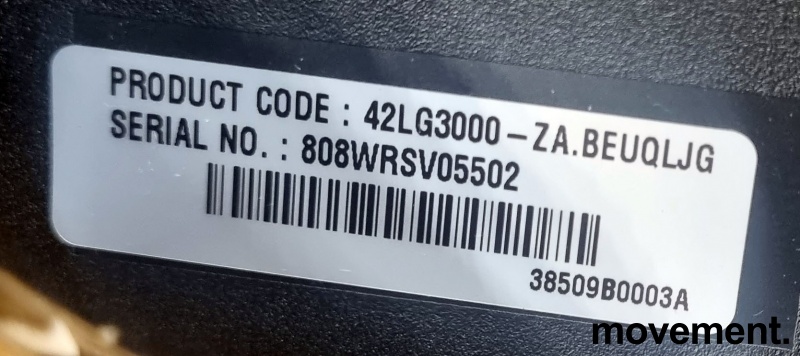 PRODUCT CODE : 42LG3000-ZA.BEUQLJG
SERIAL NO. : 808WRSV05502
38509B0003A
movement.